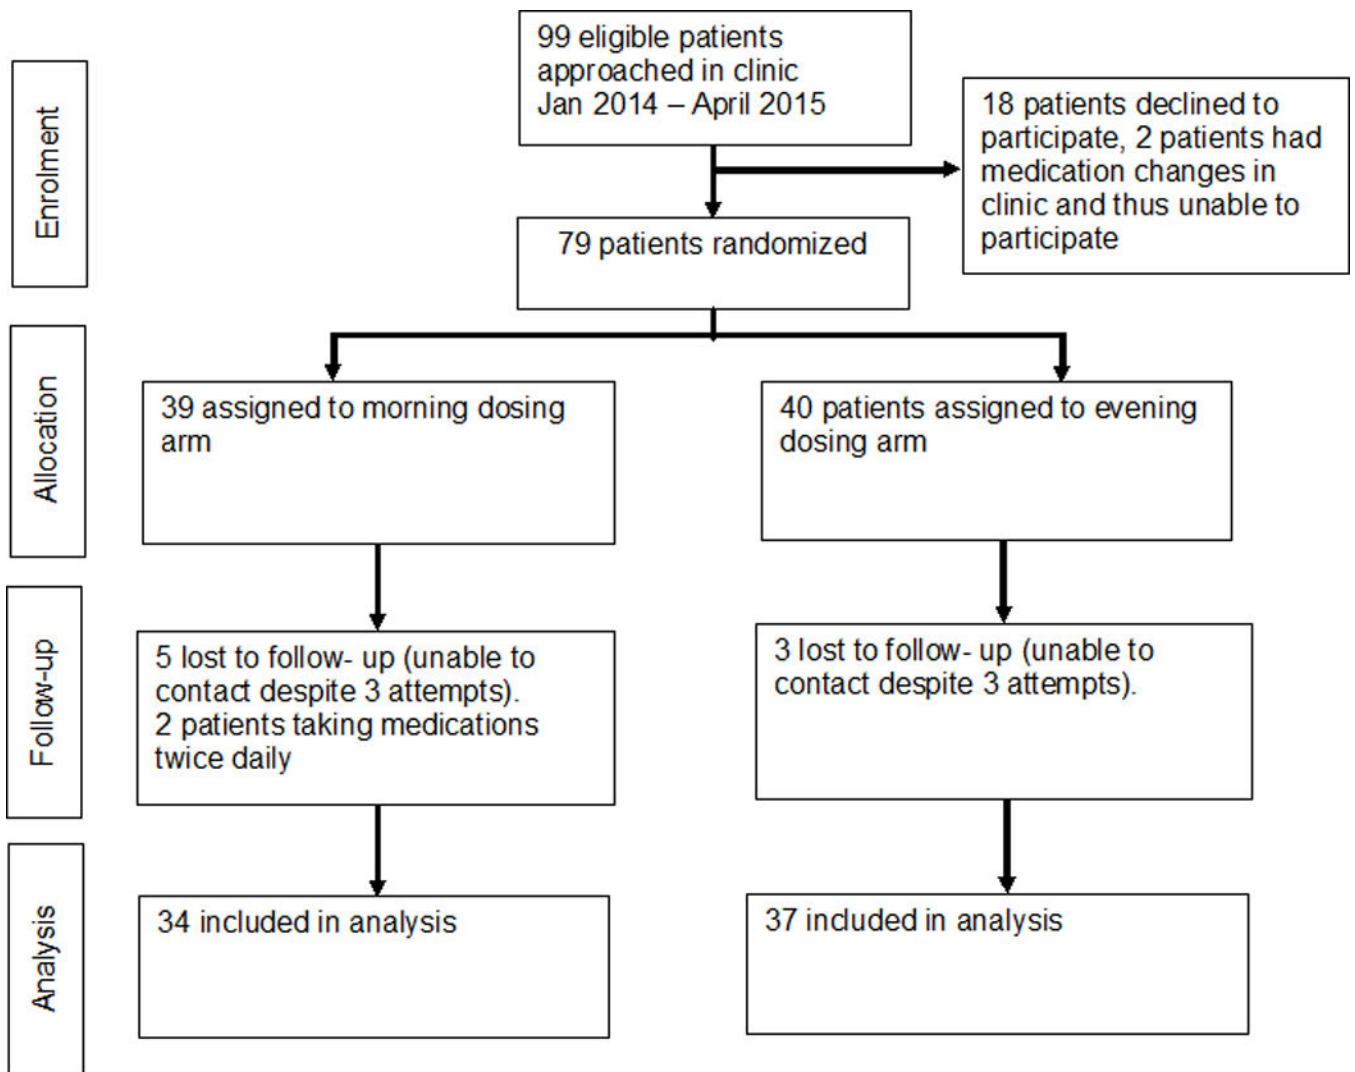 99 eligible patients
approached in clinic
Jan 2014 – April 2015
18 patients declined to
participate, 2 patients had
medication changes in
clinic and thus unable to
participate
Enrolment
79 patients randomized
Allocation
39 assigned to morning dosing
arm
40 patients assigned to evening
dosing arm
Follow-up
5 lost to follow- up (unable to
contact despite 3 attempts).
2 patients taking medications
twice daily
3 lost to follow- up (unable to
contact despite 3 attempts).
Analysis
34 included in analysis
37 included in analysis